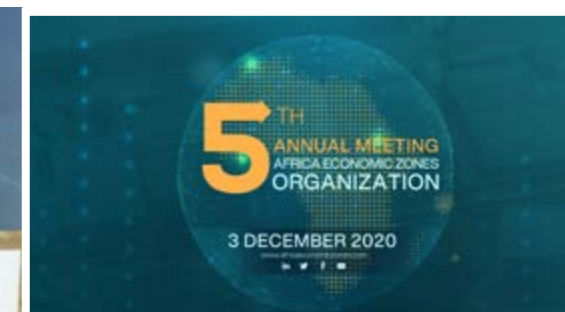 5TH
ANNUAL MEETING
AFRICA ECONOMIC ZONES
ORGANIZATION
3 DECEMBER 2020